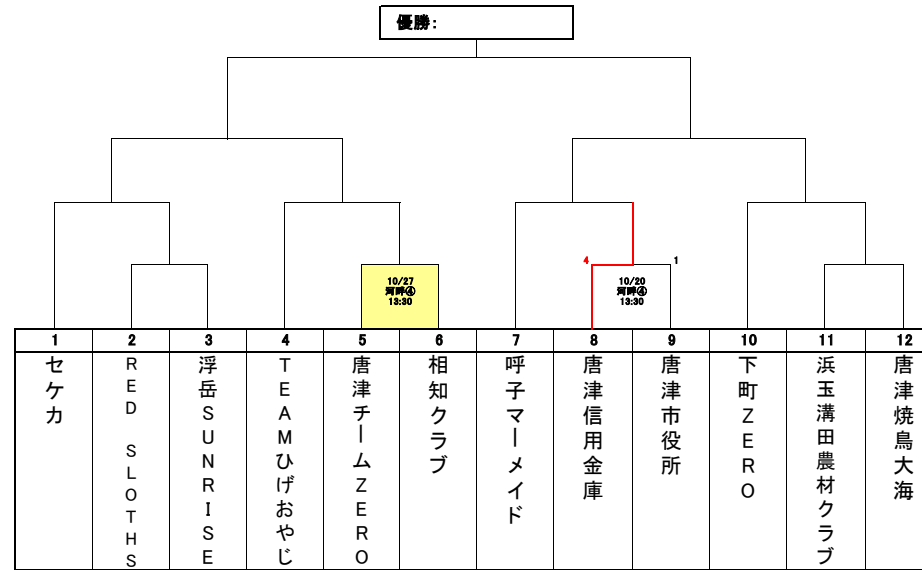 優勝:
4
1
10/27
河畔④
13:30
10/20
河畔④
13:30
1 2 3 4 5 6 7 8 9 10 11 12
セケカ
RED SLOTHS
浮岳SUNRISE
TEAMひげおやじ
唐津チームZERO
相知クラブ
呼子マーメイド
唐津信用金庫
唐津市役所
下町ZERO
浜玉溝田農材クラブ
唐津焼鳥大海